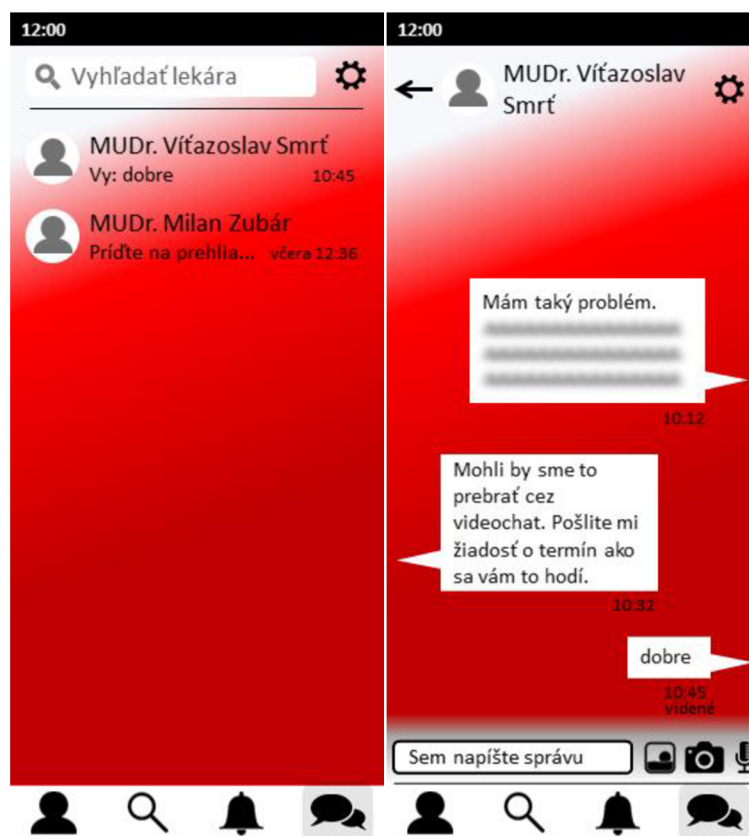 12:00
Vyhľadať lekára
MUDr. Víťazoslav Smrť
Vy: dobre 10:45
MUDr. Milan Zubár
Príďte na prehlia... včera 12:36
12:00
MUDr. Víťazoslav
Smrť
Mám taký problém.
10:12
Mohli by sme to
prebrať cez
videochat. Pošlite mi
žiadosť o termín ako
sa vám to hodí.
10:32
dobre
10:45
videné
Sem napíšte správu